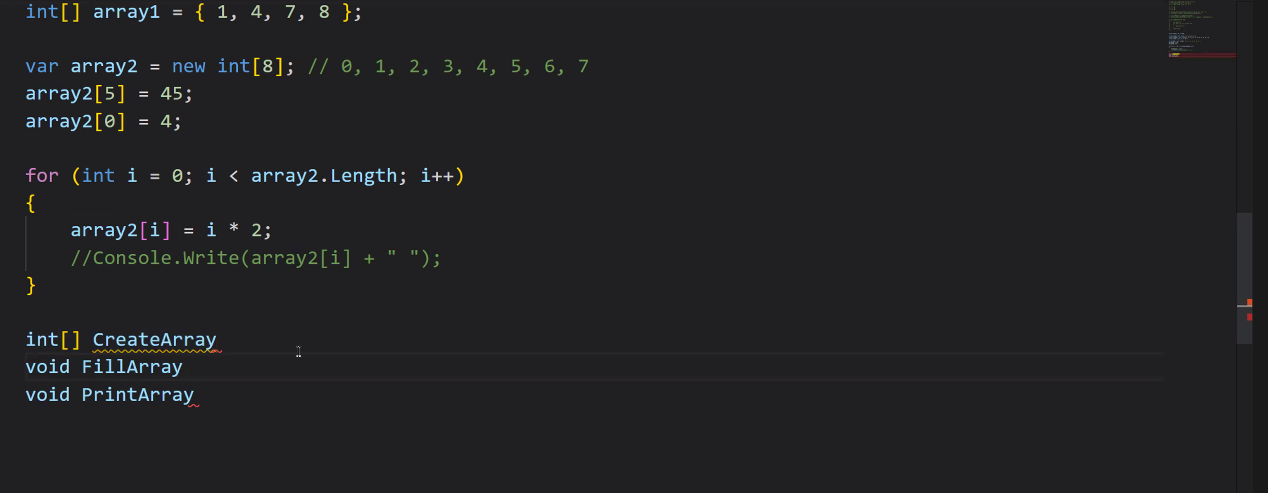 int[] array1 = { 1, 4, 7, 8 };
var array2 = new int[8]; // 0, 1, 2, 3, 4, 5, 6, 7
array2[5] = 45;
array2[0] = 4;
for (int i = 0; i < array2.Length; i++)
{
    array2[i] = i * 2;
    //Console.Write(array2[i] + " ");
}
int[] CreateArray
void FillArray
void PrintArray